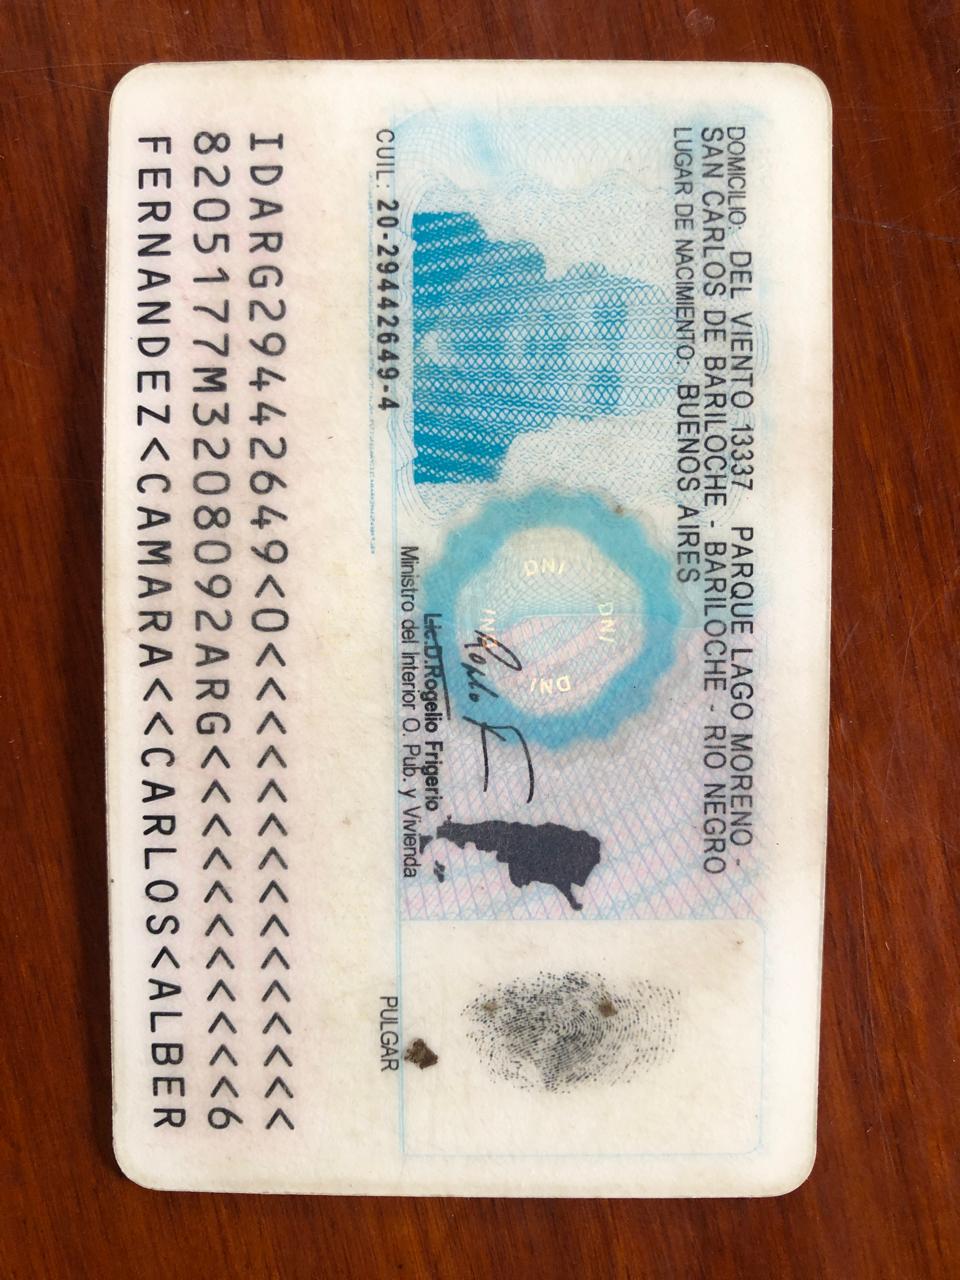 DOMICILIO: DEL VIENTO 13337 PARQUE LAGO MORENO -
SAN CARLOS DE BARILOCHE - BARILOCHE - RIO NEGRO
LUGAR DE NACIMIENTO: BUENOS AIRES
DNI
DNI
DNI
DNI
Lic.D.Rogelio Frigerio
Ministro del Interior O. Pub. y Vivienda
CUIL: 20-29442649-4
PULGAR
IDARG29442649<0<<<<<<<<<<<<<<<
8205177M3208092ARG<<<<<<<<<<<6
FERNANDEZ<CAMARA<<CARLOS<ALBER